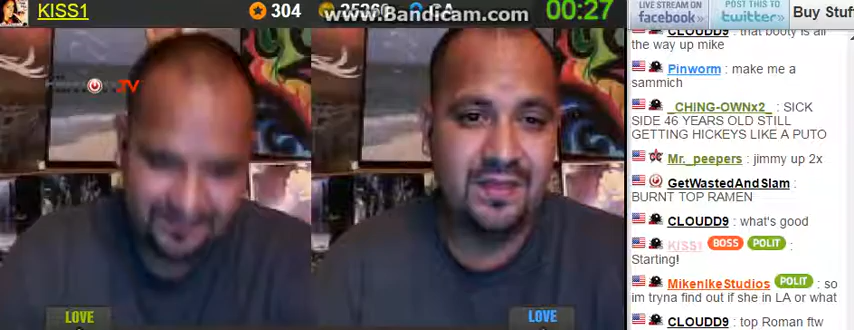 KISS1
304
www.Bandicam.com
00:27
LIVE STREAM ON
facebook»
POST THIS TO
twitter»
Buy Stuf
TV
LOVE
LOVE
CLOUDD9 : that booty is all
the way up mike
Pinworm : make me a
sammich
_CHiNG-OWNx2_ : SICK
SIDE 46 YEARS OLD STILL
GETTING HICKEYS LIKE A PUTO
Mr._peepers : jimmy up 2x
GetWastedAndSlam :
BURNT TOP RAMEN
CLOUDD9 : what's good
KISS1 BOSS POLIT :
Starting!
MikenIkeStudios POLIT : so
im tryna find out if she in LA or what
CLOUDD9 : top Roman ftw